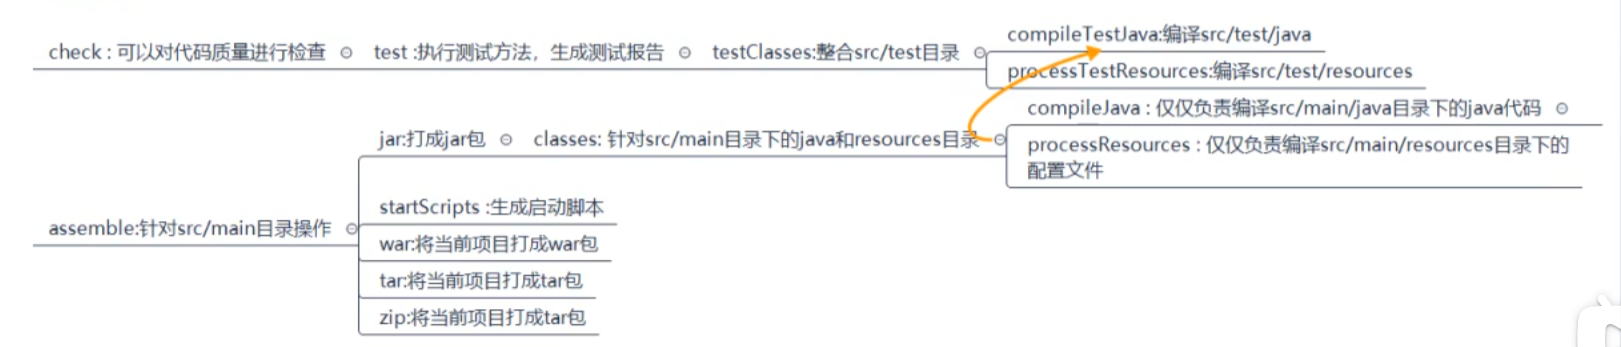 check : 可以对代码质量进行检查
test :执行测试方法，生成测试报告
testClasses:整合src/test目录
compileTestJava:编译src/test/java
processTestResources:编译src/test/resources
compileJava : 仅仅负责编译src/main/java目录下的java代码
jar:打成jar包
classes: 针对src/main目录下的java和resources目录
processResources : 仅仅负责编译src/main/resources目录下的
配置文件
startScripts :生成启动脚本
assemble:针对src/main目录操作
war:将当前项目打成war包
tar:将当前项目打成tar包
zip:将当前项目打成tar包